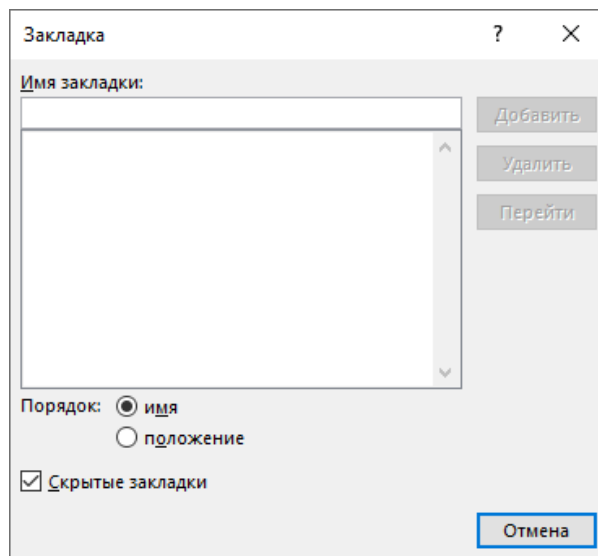 Закладка ?
Имя закладки:
Добавить
Удалить
Перейти
Порядок: имя
положение
Скрытые закладки
Отмена